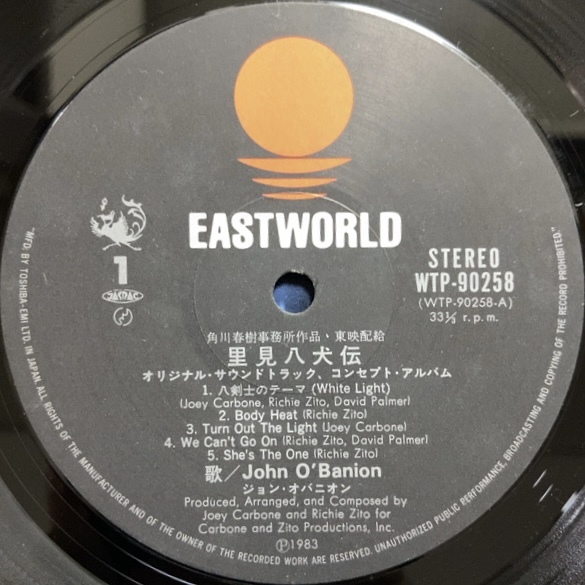 EASTWORLD
1
JASRAC
STEREO
WTP-90258
(WTP-90258-A)
33⅓ r.p.m.
角川春樹事務所作品・東映配給
里見八犬伝
オリジナル・サウンドトラック、コンセプト・アルバム
1. 八剣士のテーマ (White Light)
(Joey Carbone, Richie Zito, David Palmer)
2. Body Heat (Richie Zito)
3. Turn Out The Light (Joey Carbone)
4. We Can't Go On (Richie Zito, David Palmer)
5. She's The One (Richie Zito)
歌／John O'Banion
ジョン・オバニオン
Produced, Arranged, and Composed by
Joey Carbone and Richie Zito for
Carbone and Zito Productions, Inc.
Ⓟ1983
"MFD. BY TOSHIBA-EMI LTD. IN JAPAN. ALL RIGHTS OF THE MANUFACTURER AND OF THE OWNER OF THE RECORDED WORK ARE RESERVED. UNAUTHORIZED PUBLIC PERFORMANCE, BROADCASTING AND COPYING OF THE RECORD PROHIBITED."